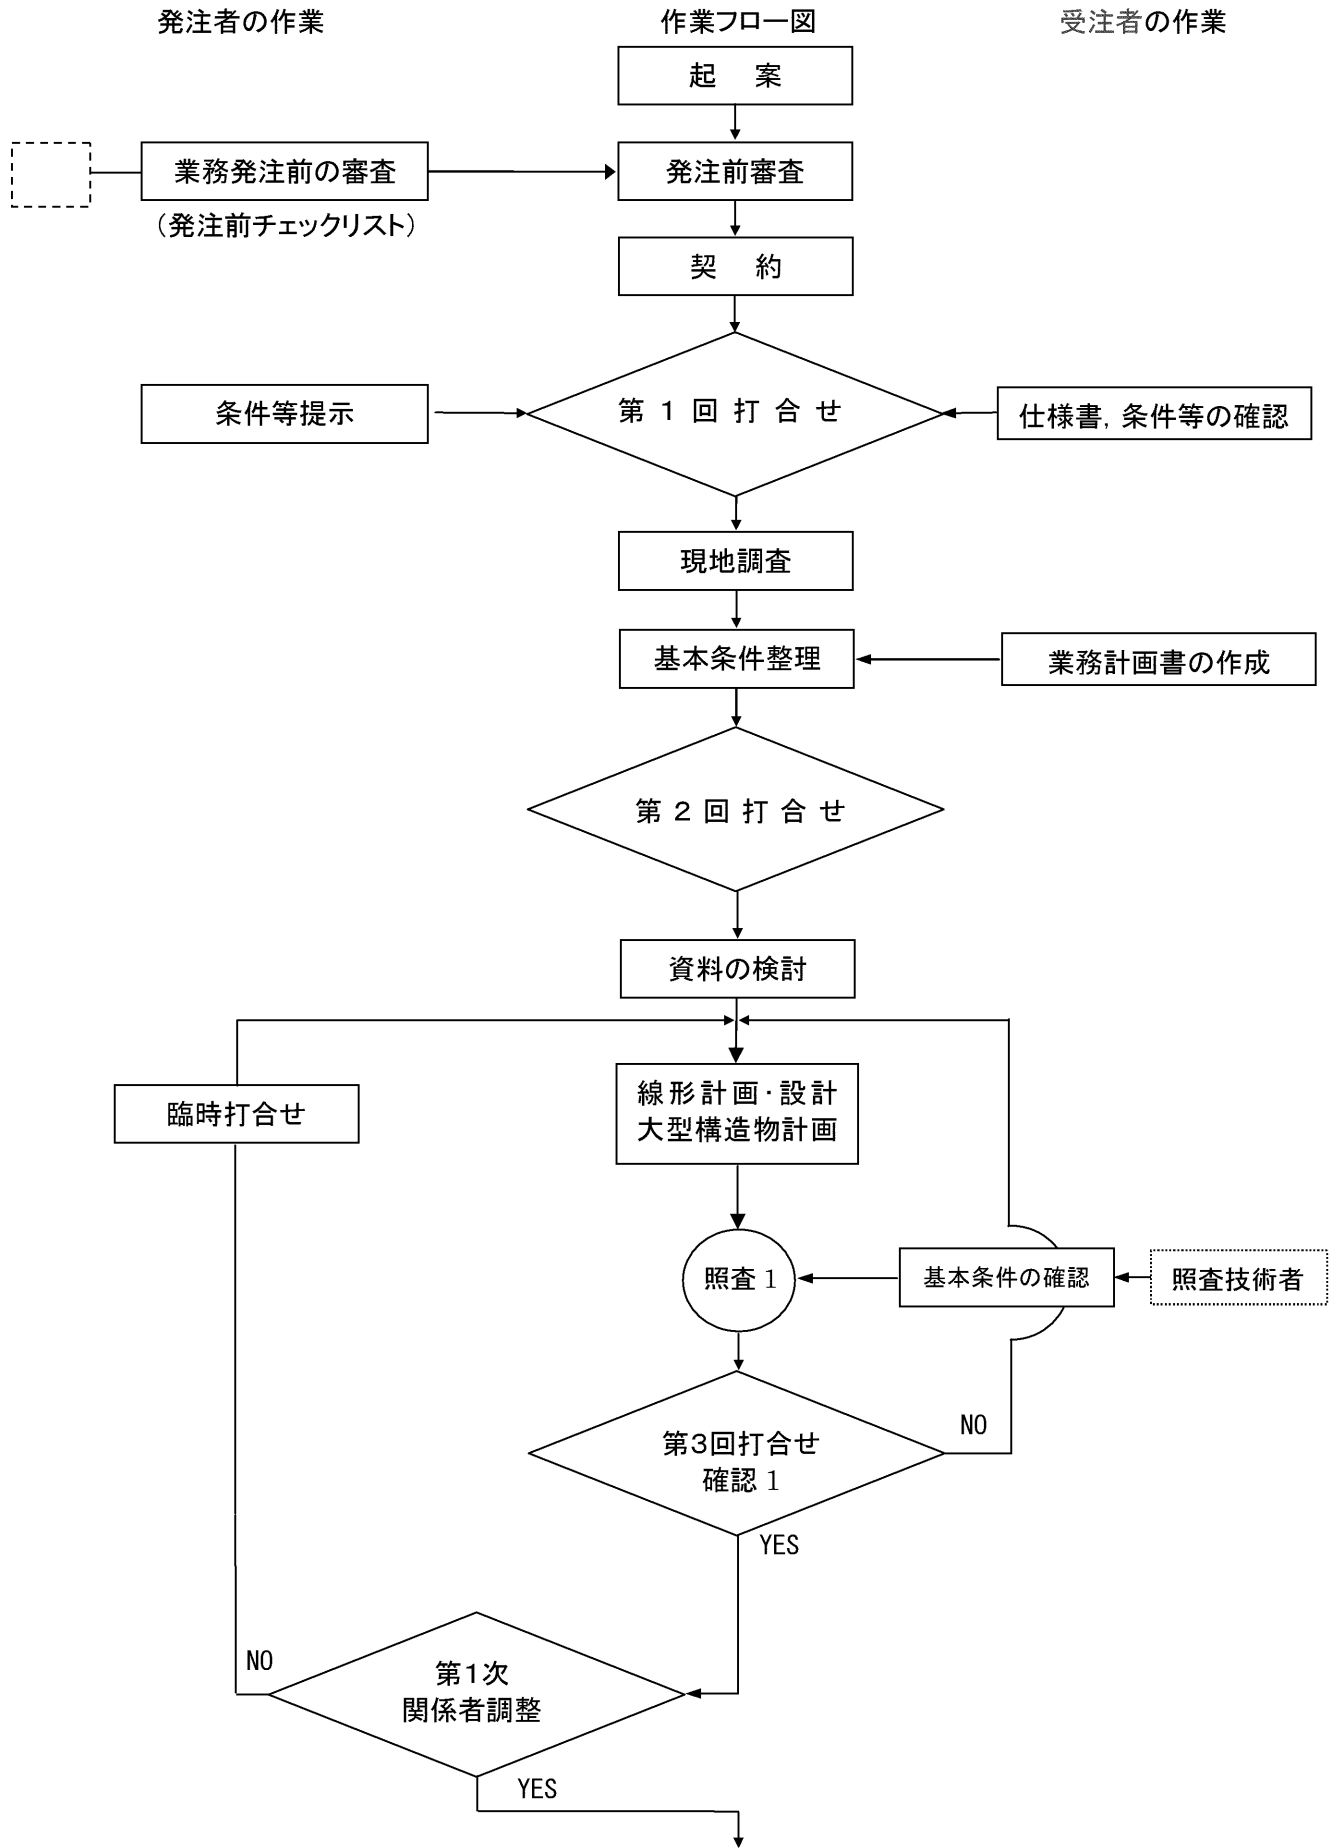 発注者の作業
作業フロー図
受注者の作業
起 案
業務発注前の審査
発注前審査
（発注前チェックリスト）
契 約
条件等提示
第１回打合せ
仕様書，条件等の確認
現地調査
基本条件整理
業務計画書の作成
第２回打合せ
資料の検討
臨時打合せ
線形計画・設計
大型構造物計画
照査１
基本条件の確認
照査技術者
NO
第３回打合せ
確認１
YES
NO
第１次
関係者調整
YES